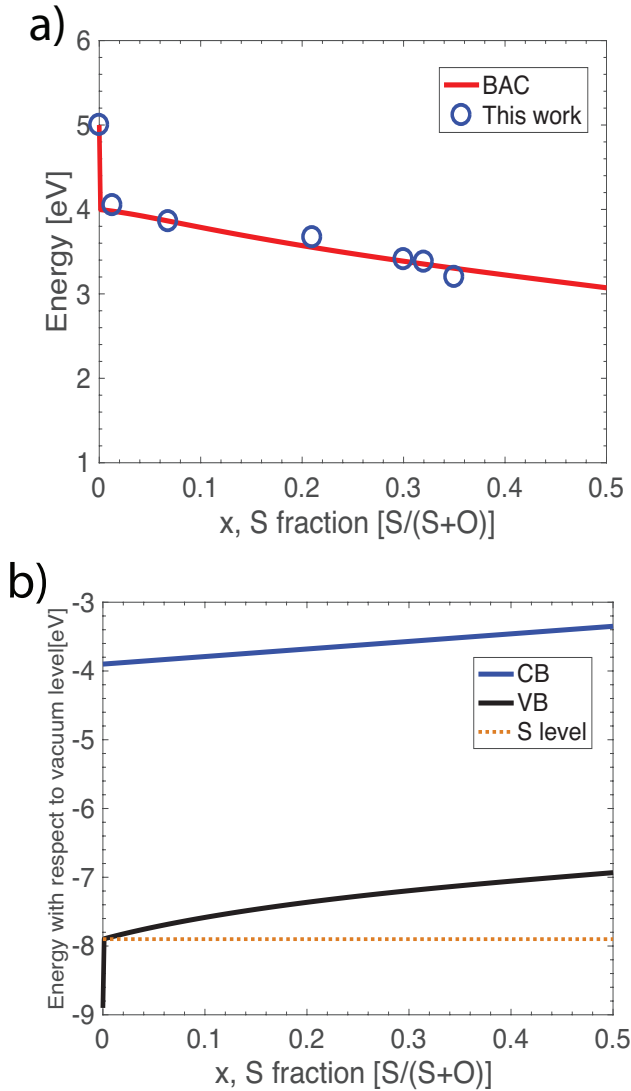 a)
6
5
4
3
2
1
Energy [eV]
BAC
This work
0 0.1 0.2 0.3 0.4 0.5
x, S fraction [S/(S+O)]
b)
-3
-4
-5
-6
-7
-8
-9
Energy with respect to vacuum level[eV]
CB
VB
S level
0 0.1 0.2 0.3 0.4 0.5
x, S fraction [S/(S+O)]